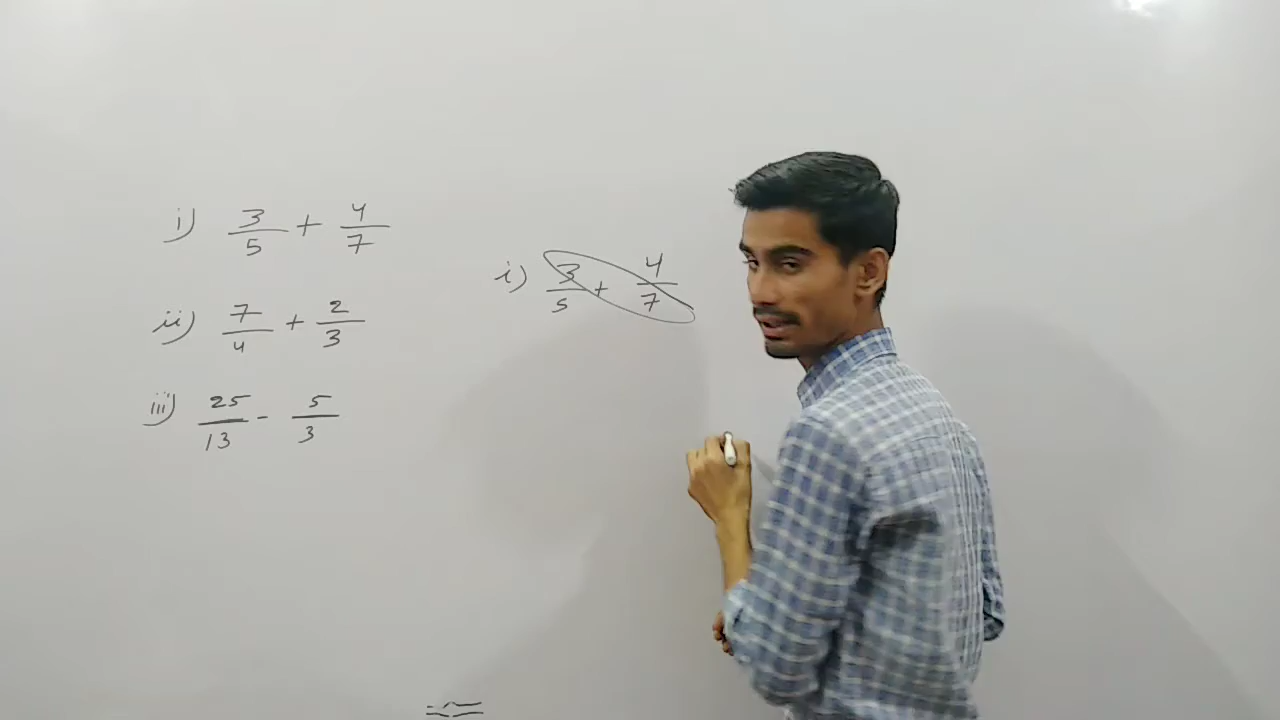 i) 3/5 + 4/7
ii) 7/4 + 2/3
iii) 25/13 - 5/3
i) 3/5 + 4/7